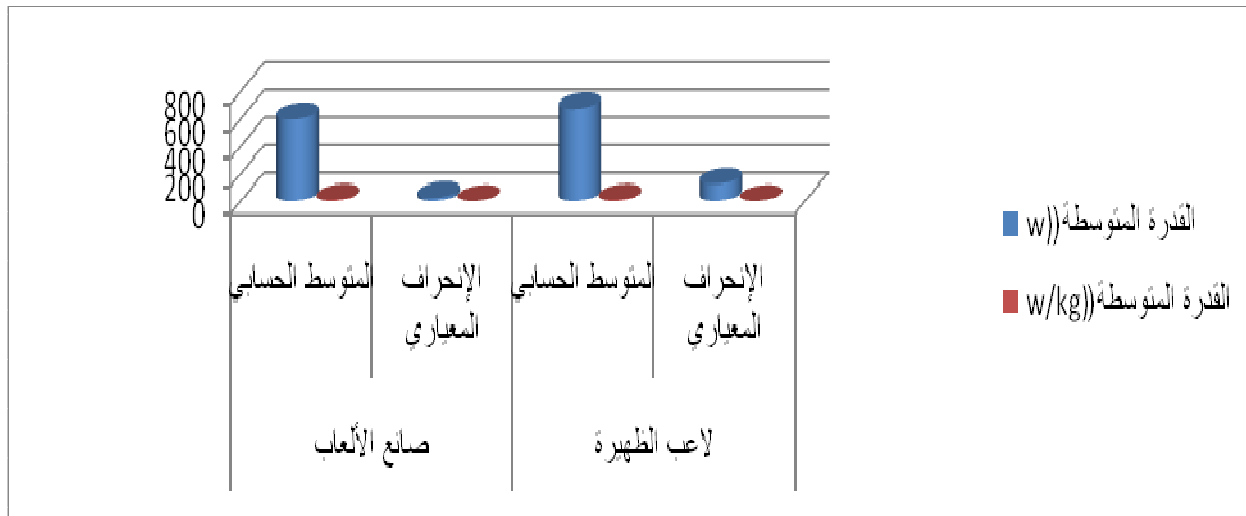 800
600
400
200
0
المتوسط الحسابي
الإنحراف
المعياري
المتوسط الحسابي
الإنحراف
المعياري
صانع الألعاب
لاعب الظهيرة
القدرة المتوسطة((w
القدرة المتوسطة((w/kg